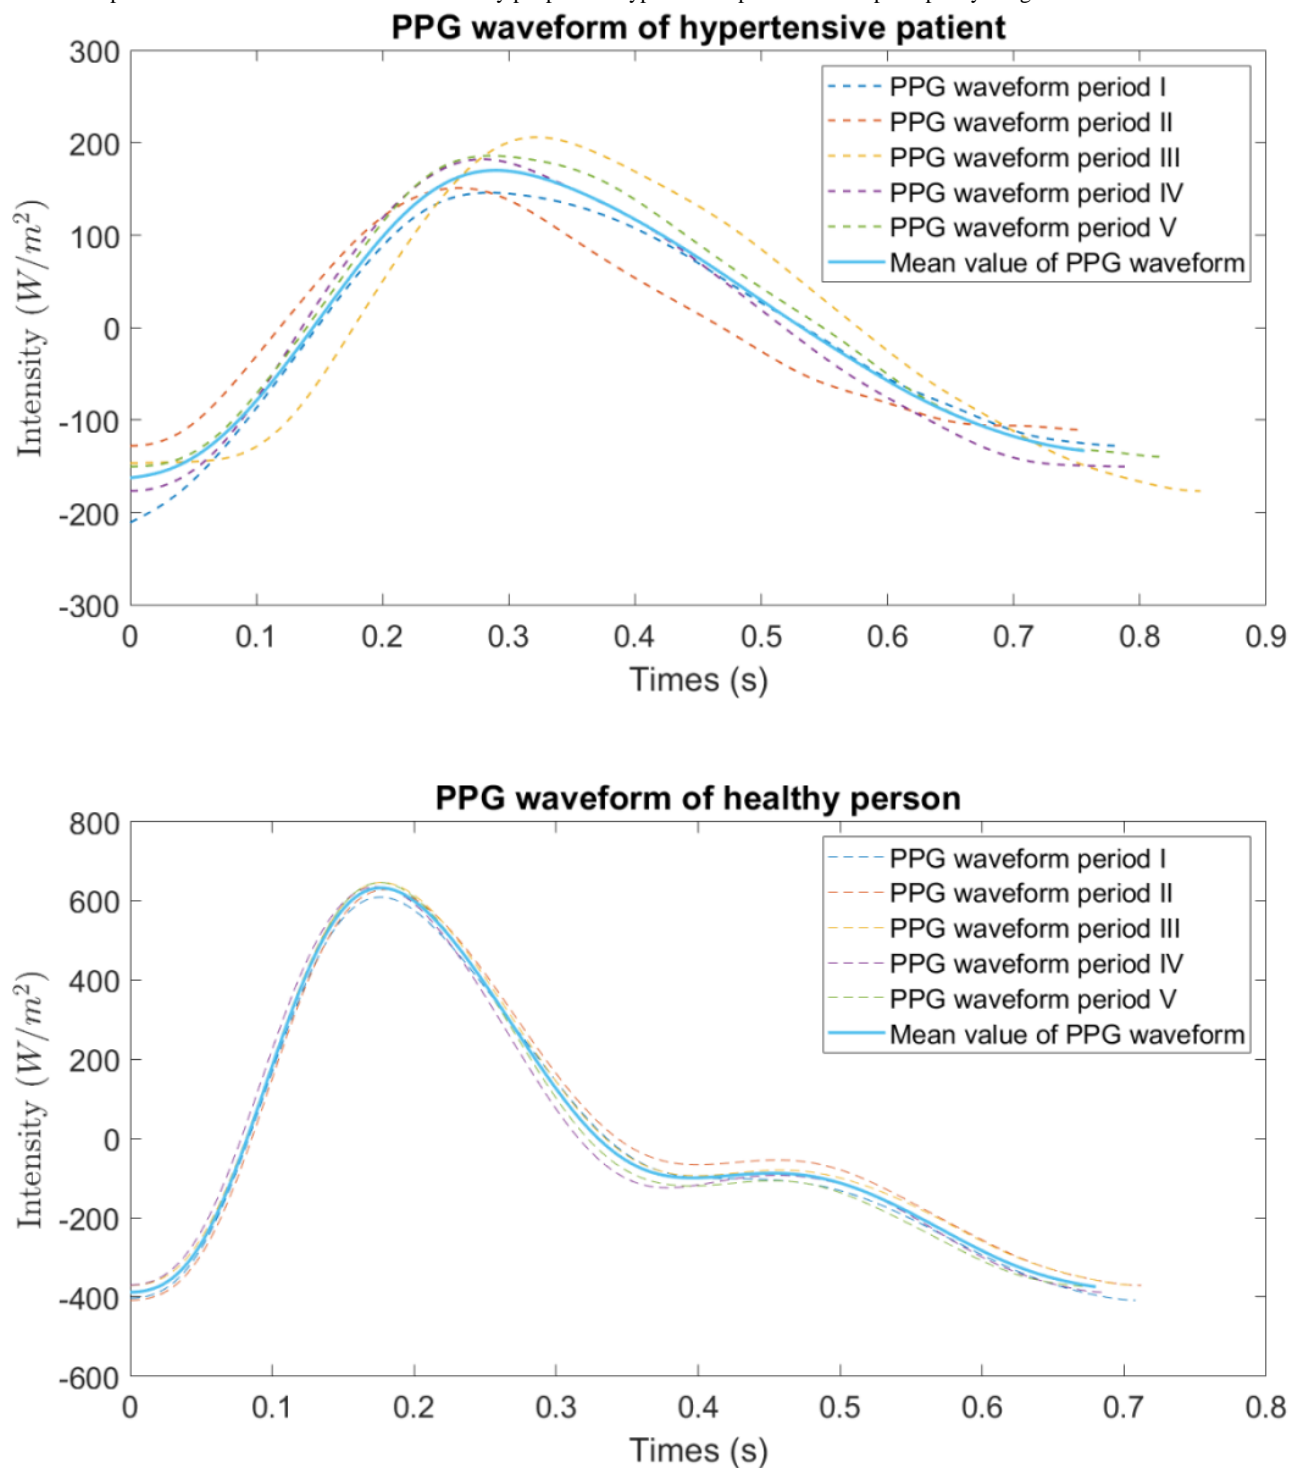 PPG waveform of hypertensive patient
300
200
100
0
-100
-200
-300
Intensity (W/m²)
0 0.1 0.2 0.3 0.4 0.5 0.6 0.7 0.8 0.9
Times (s)
PPG waveform period I
PPG waveform period II
PPG waveform period III
PPG waveform period IV
PPG waveform period V
Mean value of PPG waveform
PPG waveform of healthy person
800
600
400
200
0
-200
-400
-600
Intensity (W/m²)
0 0.1 0.2 0.3 0.4 0.5 0.6 0.7 0.8
Times (s)
PPG waveform period I
PPG waveform period II
PPG waveform period III
PPG waveform period IV
PPG waveform period V
Mean value of PPG waveform